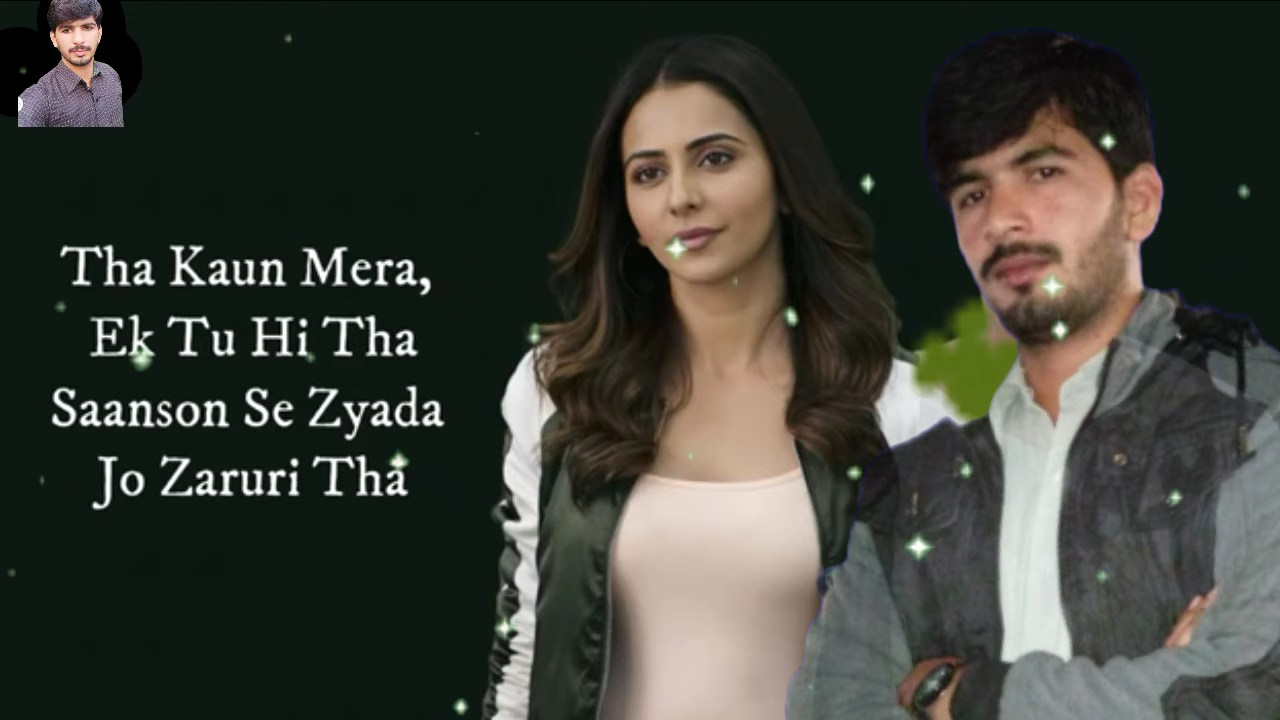 Tha Kaun Mera,
Ek Tu Hi Tha
Saanson Se Zyada
Jo Zaruri Tha